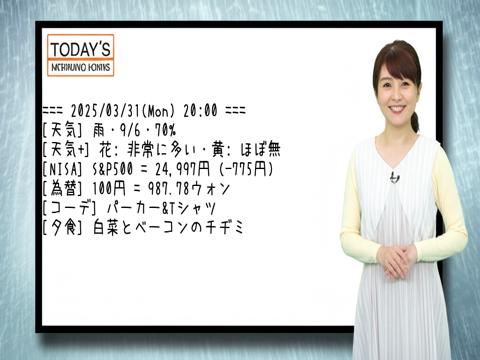 TODAY'S
=== 2025/03/31(Mon) 20:00 ===
[天気] 雨・9/6・70%
[天気+] 花: 非常に多い・黄: ほぼ無
[NISA] S&P500 = 24,997円 (-775円)
[為替] 100円 = 987.78ウォン
[コーデ] パーカー&Tシャツ
[夕食] 白菜とベーコンのチヂミ